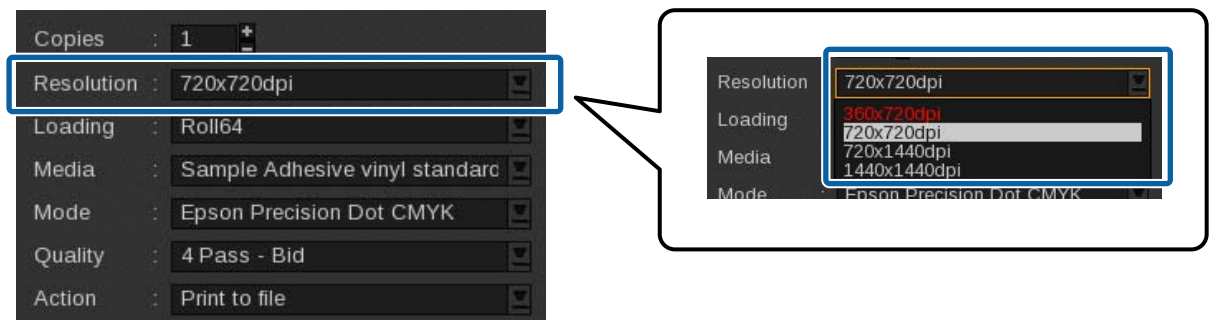 Copies : 1
Resolution : 720x720dpi
Loading : Roll64
Media : Sample Adhesive vinyl standard
Mode : Epson Precision Dot CMYK
Quality : 4 Pass - Bid
Action : Print to file
Resolution 720x720dpi
Loading 360x720dpi
720x720dpi
Media 720x1440dpi
1440x1440dpi
Mode : Epson Precision Dot CMYK